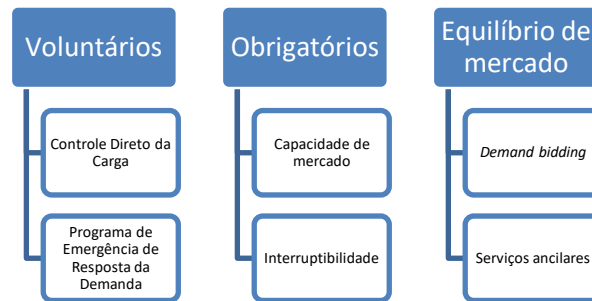 Voluntários
Controle Direto da
Carga
Programa de
Emergência de
Resposta da
Demanda
Obrigatórios
Capacidade de
mercado
Interruptibilidade
Equilíbrio de
mercado
Demand bidding
Serviços ancilares